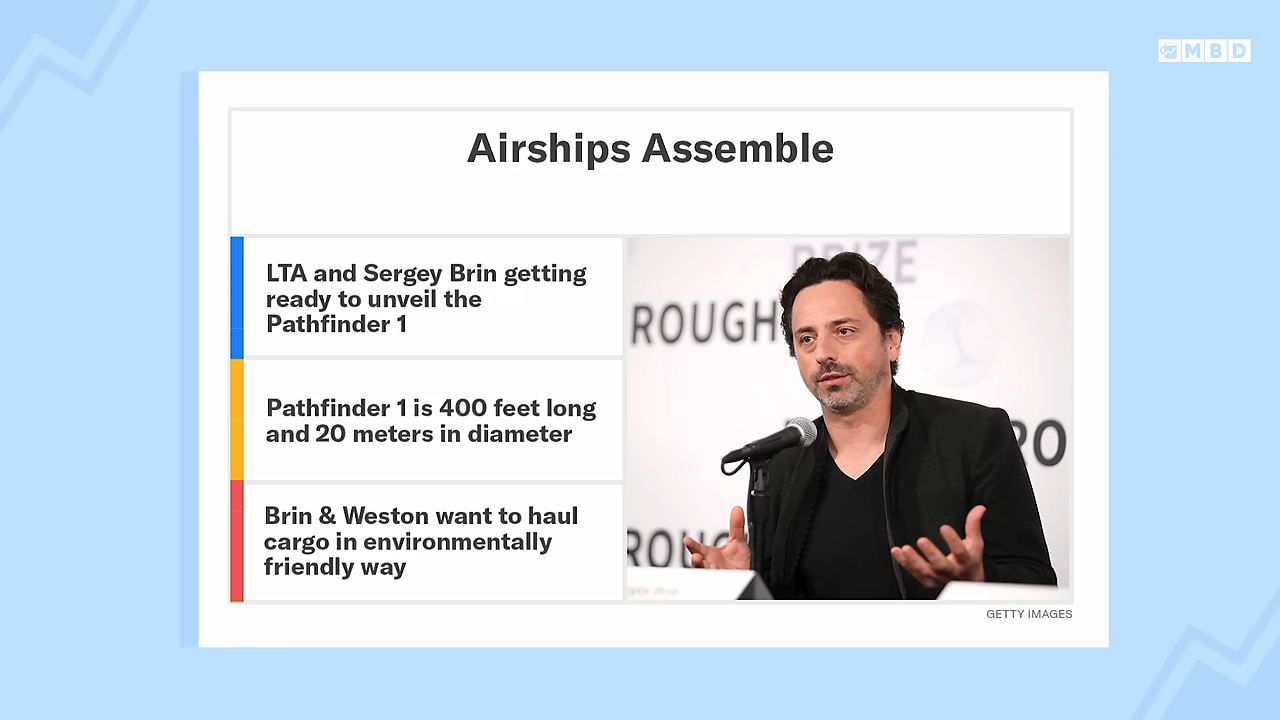 MBD
Airships Assemble
LTA and Sergey Brin getting
ready to unveil the
Pathfinder 1
Pathfinder 1 is 400 feet long
and 20 meters in diameter
Brin & Weston want to haul
cargo in environmentally
friendly way
PRIZE
ROUGH
RO
ROUG
GETTY IMAGES